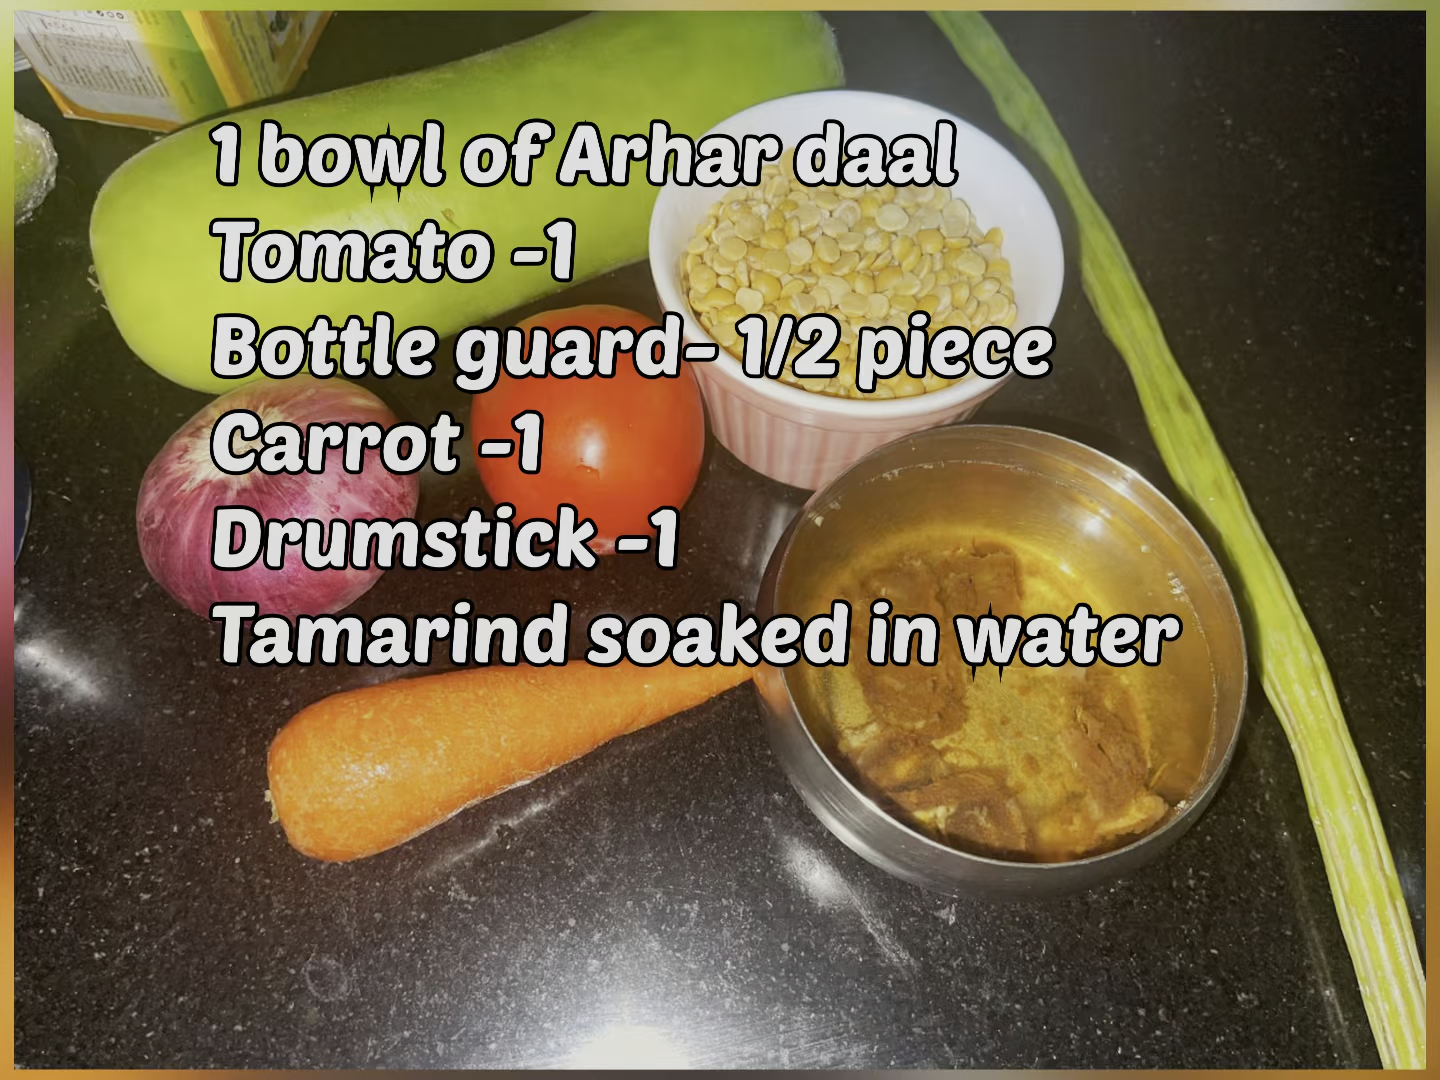 1 bowl of Arhar daal
Tomato -1
Bottle guard- 1/2 piece
Carrot -1
Drumstick -1
Tamarind soaked in water